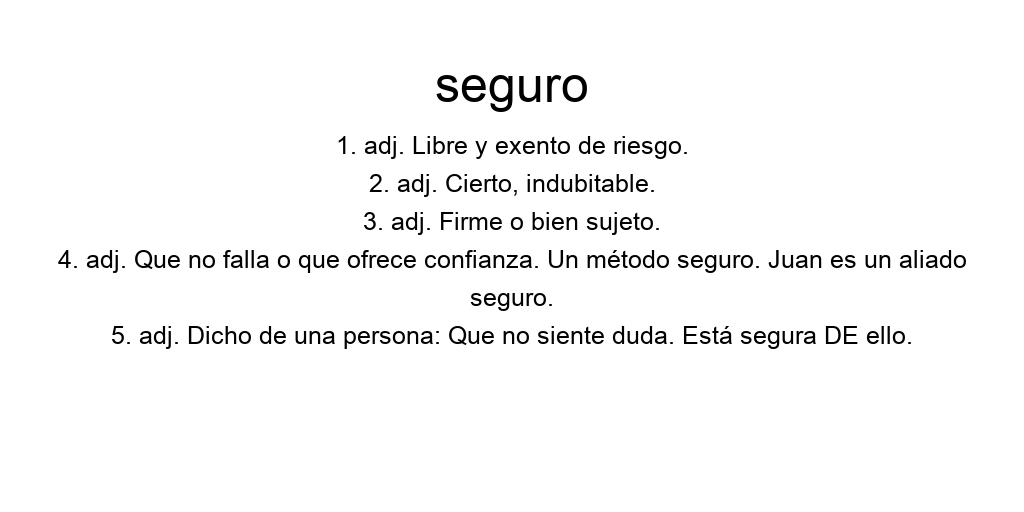 seguro
1. adj. Libre y exento de riesgo.
2. adj. Cierto, indubitable.
3. adj. Firme o bien sujeto.
4. adj. Que no falla o que ofrece confianza. Un método seguro. Juan es un aliado
seguro.
5. adj. Dicho de una persona: Que no siente duda. Está segura DE ello.